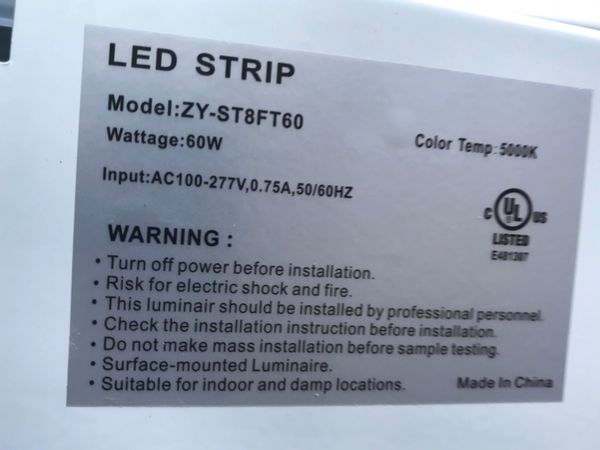 LED STRIP
Model:ZY-ST8FT60
Wattage:60W
Color Temp:5000K
Input:AC100-277V,0.75A,50/60HZ
C UL US
LISTED
E481307
WARNING :
• Turn off power before installation.
• Risk for electric shock and fire.
• This luminair should be installed by professional personnel.
• Check the installation instruction before installation.
• Do not make mass installation before sample testing.
• Surface-mounted Luminaire.
• Suitable for indoor and damp locations.
Made In China